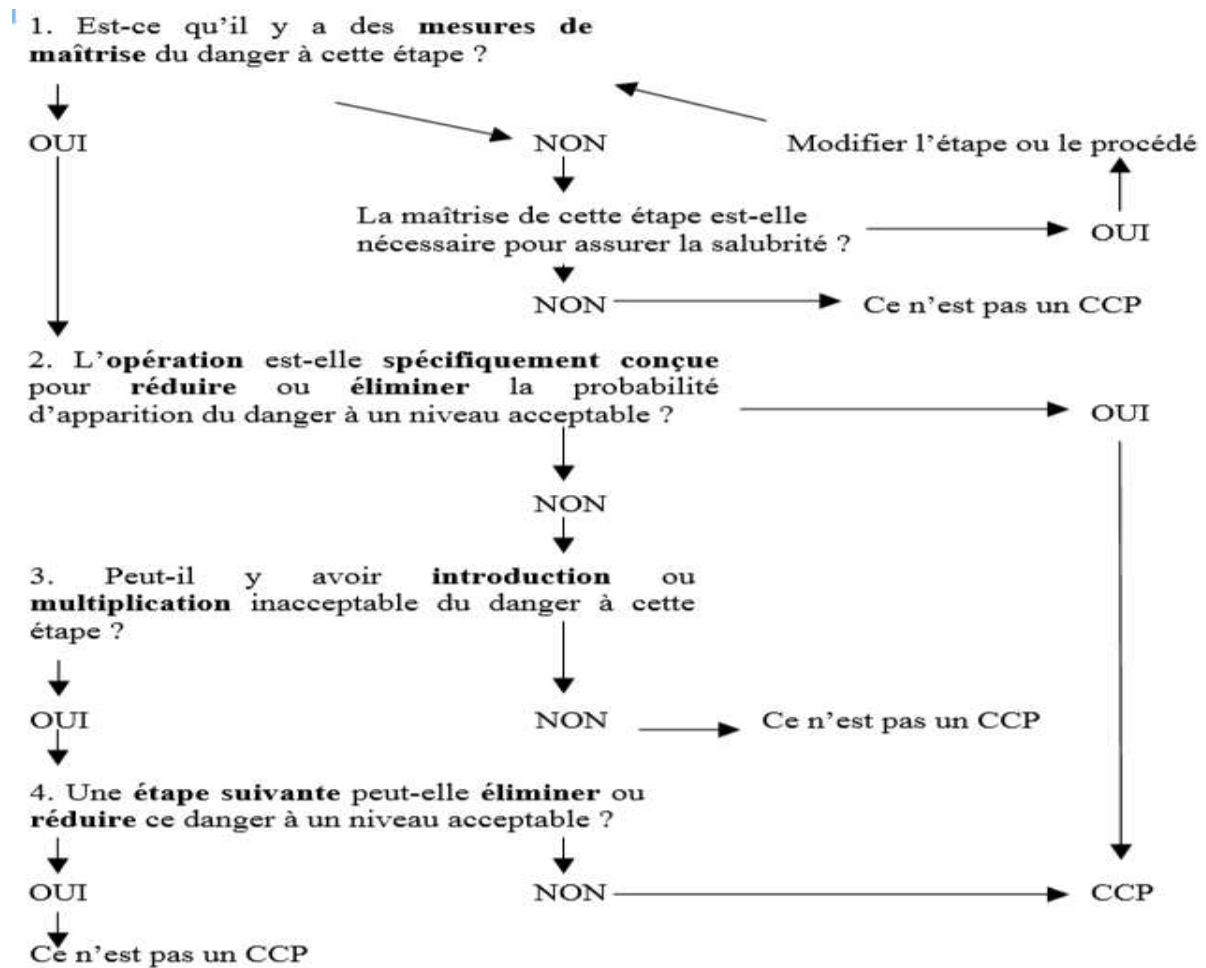 1. Est-ce qu'il y a des mesures de
maîtrise du danger à cette étape ?
OUI
NON
Modifier l'étape ou le procédé
La maîtrise de cette étape est-elle
nécessaire pour assurer la salubrité ?
OUI
NON
Ce n'est pas un CCP
2. L'opération est-elle spécifiquement conçue
pour réduire ou éliminer la probabilité
d'apparition du danger à un niveau acceptable ?
OUI
NON
3. Peut-il y avoir introduction ou
multiplication inacceptable du danger à cette
étape ?
OUI
NON
Ce n'est pas un CCP
4. Une étape suivante peut-elle éliminer ou
réduire ce danger à un niveau acceptable ?
OUI
NON
CCP
Ce n'est pas un CCP